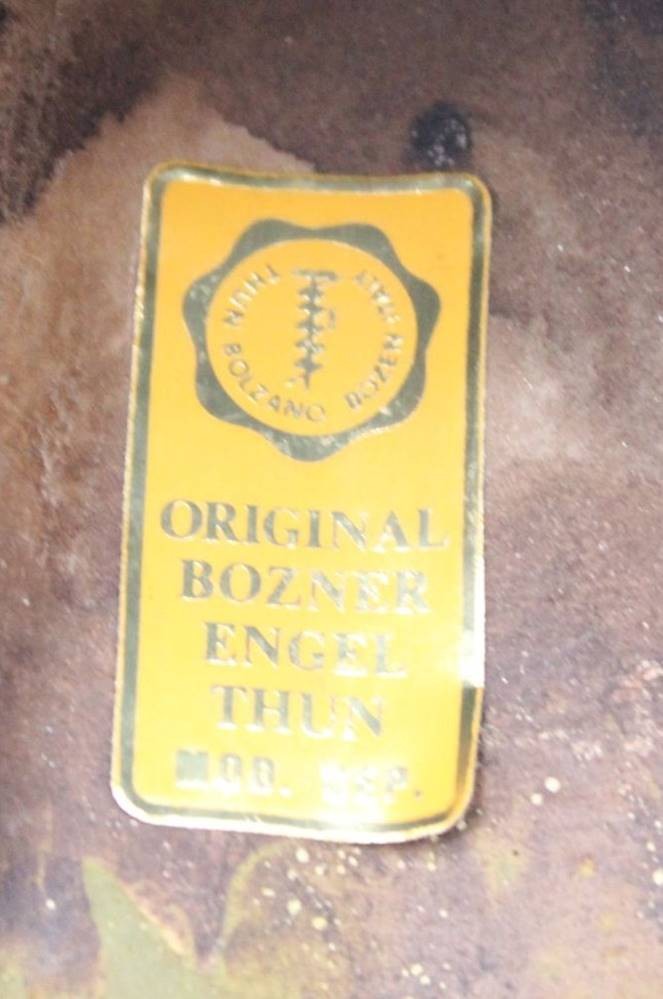 THUN BOLZANO BOZEN ITALY
ORIGINAL
BOZNER
ENGEL
THUN
MOD. DEP.